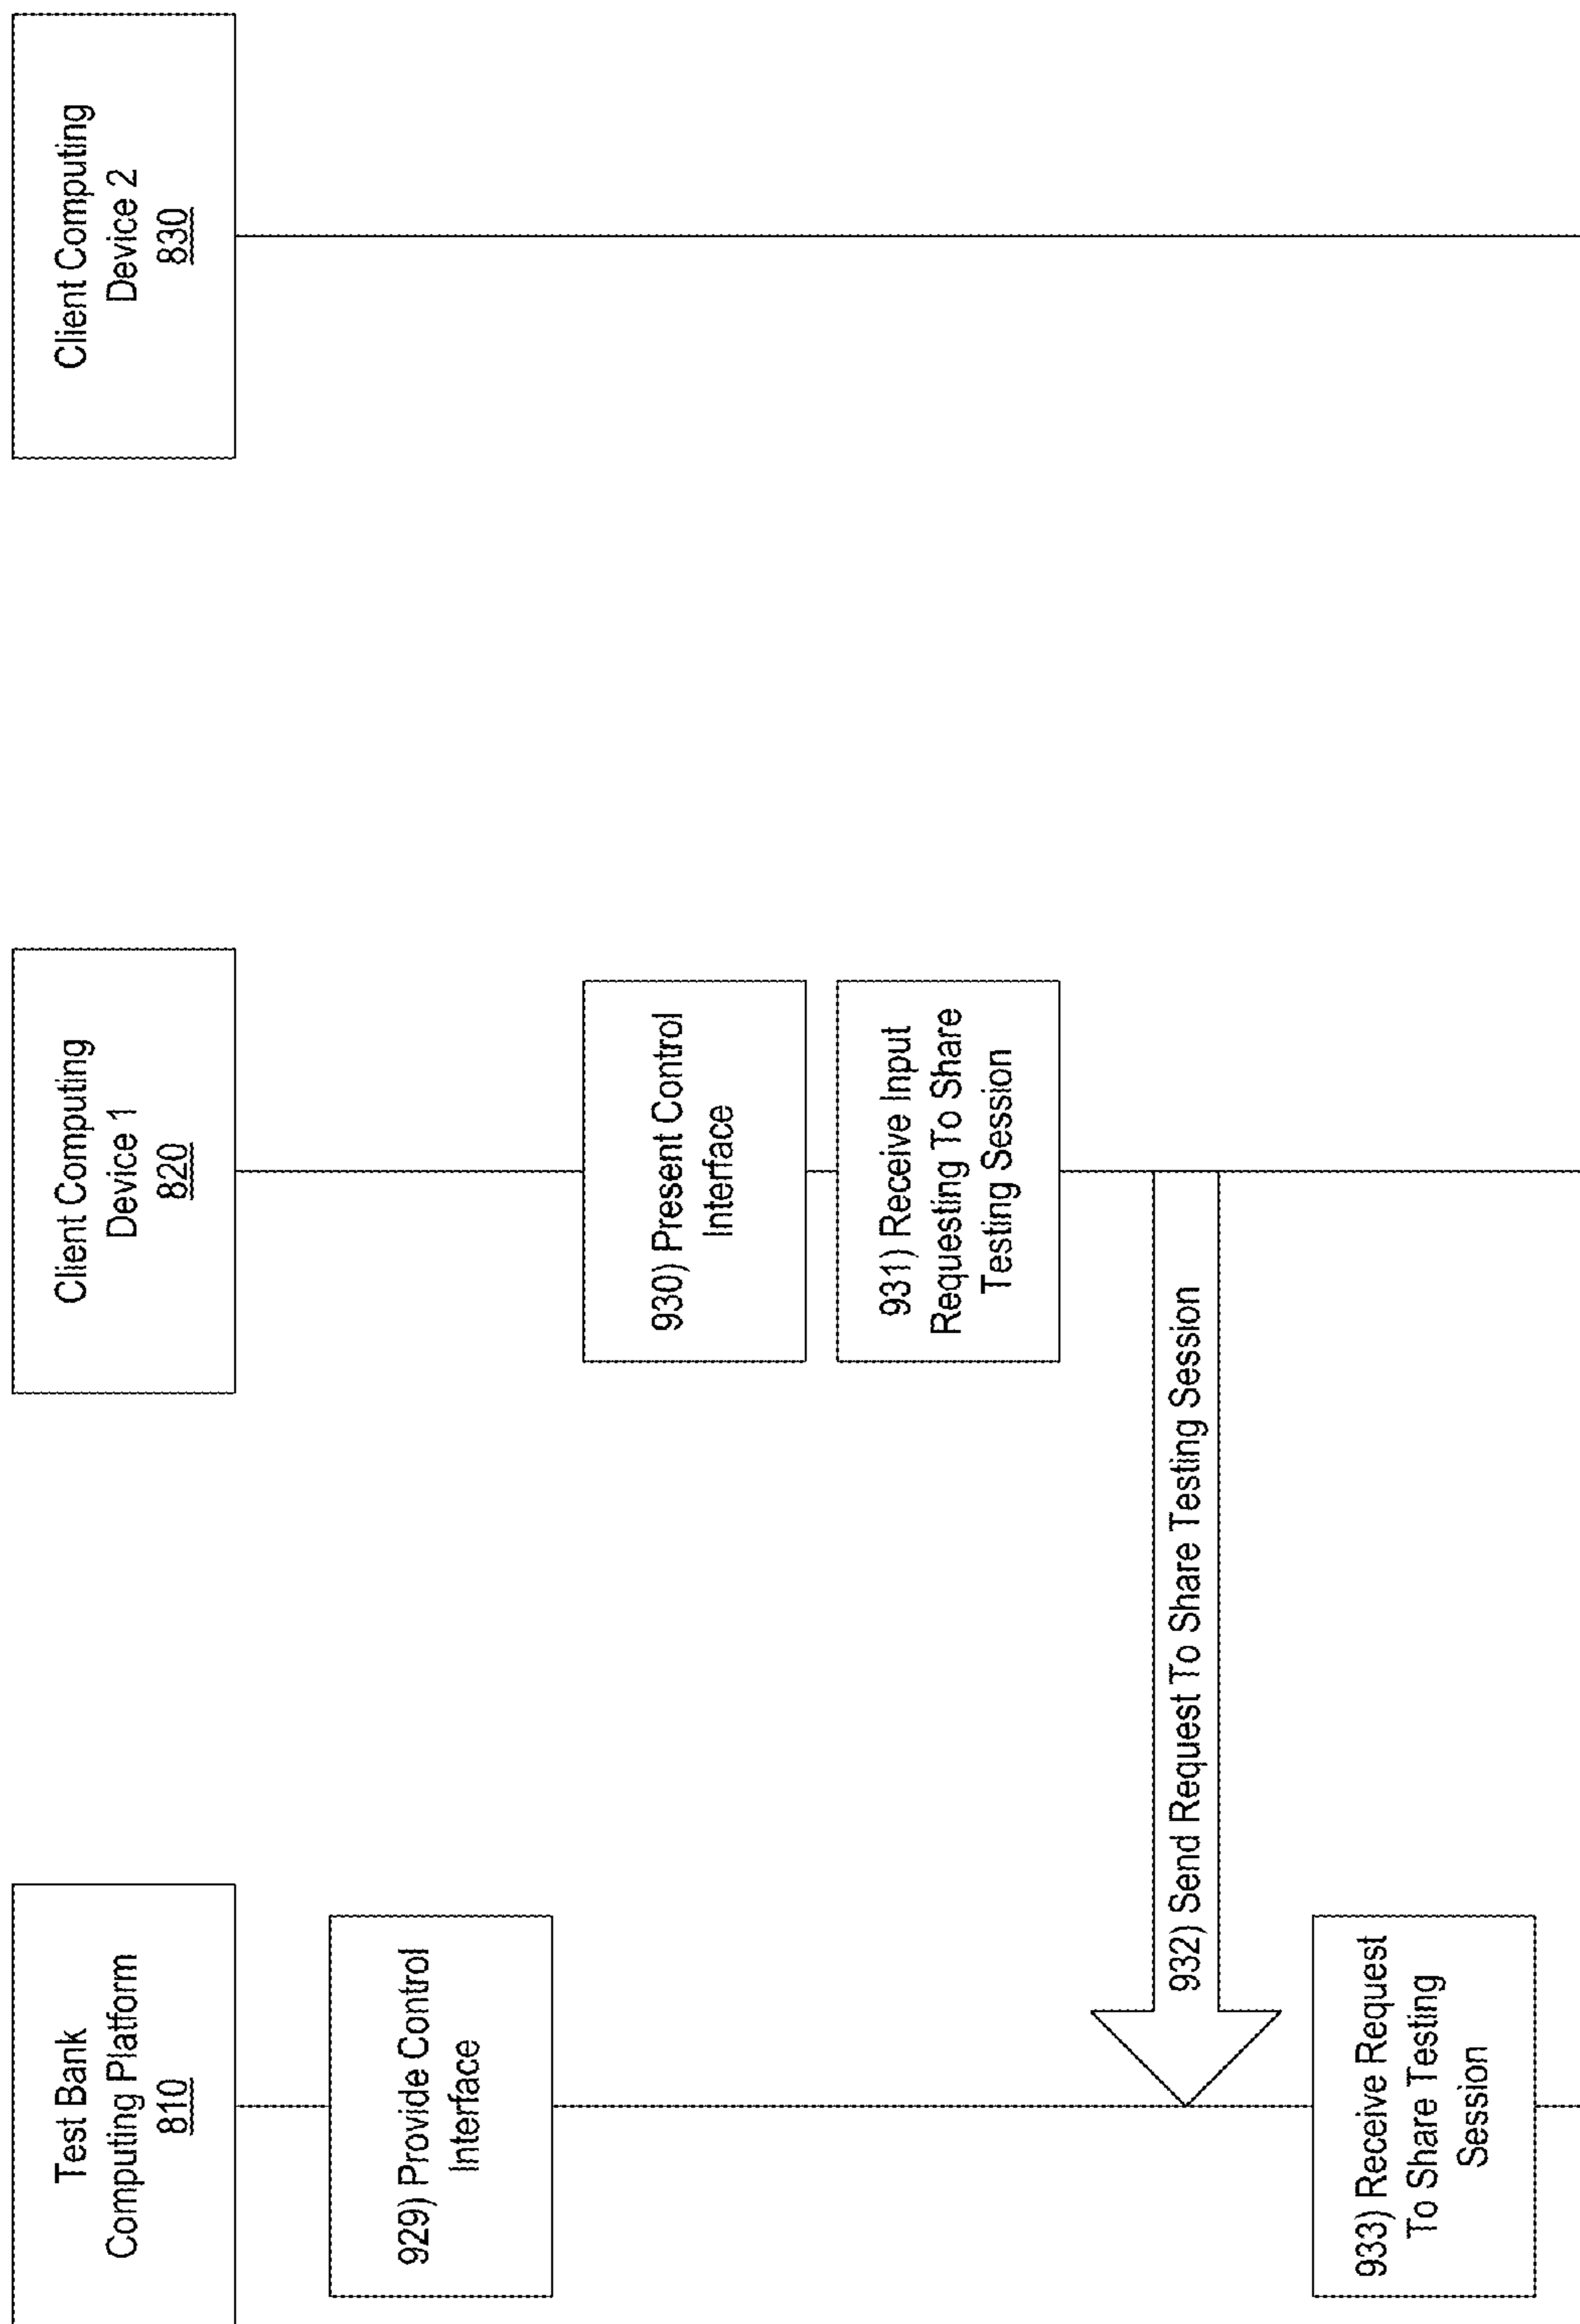 Test Bank
Computing Platform
810
Client Computing
Device 1
820
Client Computing
Device 2
830
929) Provide Control
Interface
930) Present Control
Interface
931) Receive Input
Requesting To Share
Testing Session
932) Send Request To Share Testing Session
933) Receive Request
To Share Testing
Session